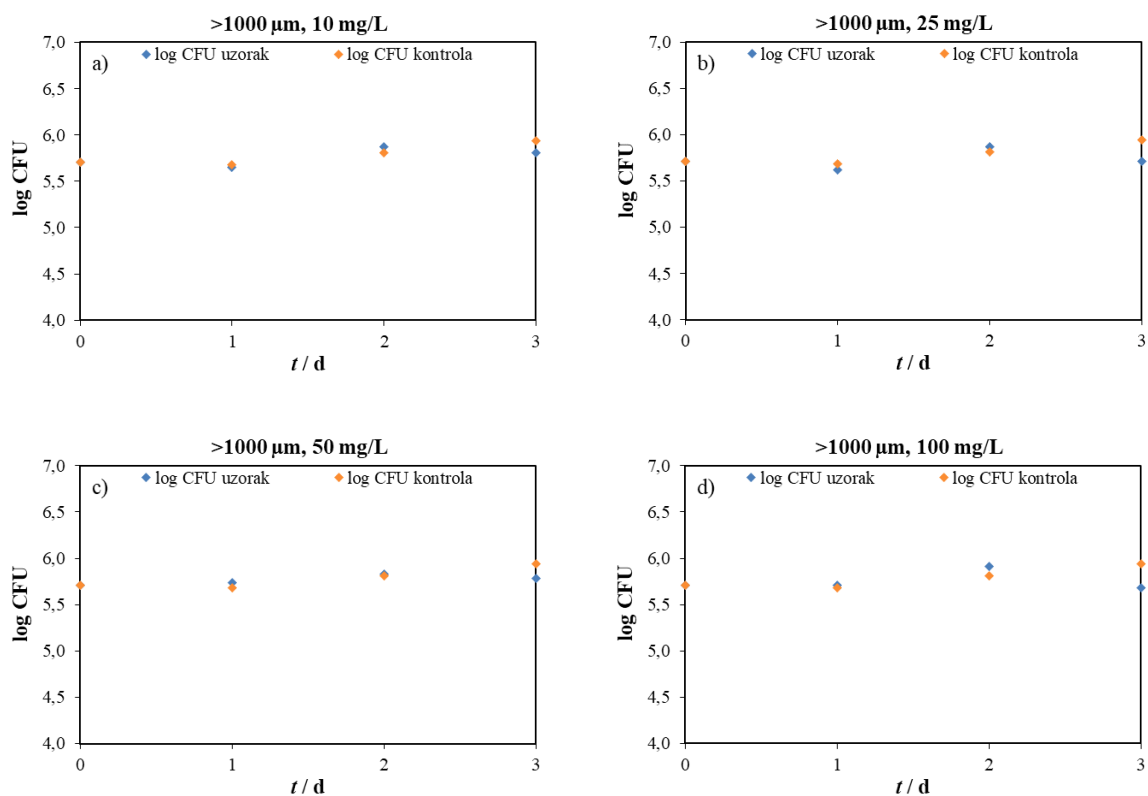 >1000 µm, 10 mg/L
a)
log CFU uzorak
log CFU kontrola
7,0
6,5
6,0
5,5
5,0
4,5
4,0
log CFU
0 1 2 3
t / d
>1000 µm, 25 mg/L
b)
log CFU uzorak
log CFU kontrola
7,0
6,5
6,0
5,5
5,0
4,5
4,0
log CFU
0 1 2 3
t / d
>1000 µm, 50 mg/L
c)
log CFU uzorak
log CFU kontrola
7,0
6,5
6,0
5,5
5,0
4,5
4,0
log CFU
0 1 2 3
t / d
>1000 µm, 100 mg/L
d)
log CFU uzorak
log CFU kontrola
7,0
6,5
6,0
5,5
5,0
4,5
4,0
log CFU
0 1 2 3
t / d